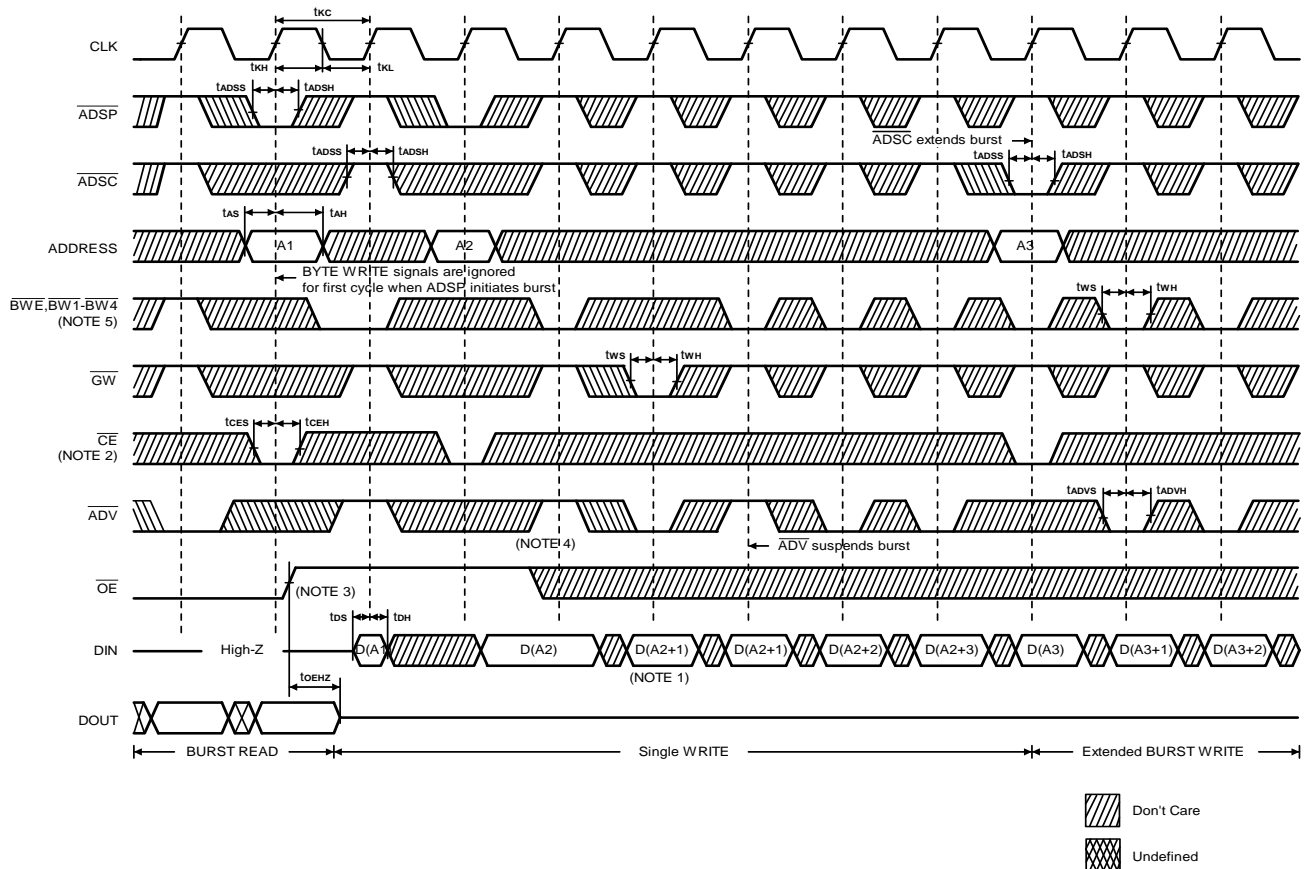 tKC
CLK
tKH tKL
tADSS tADSH
ADSP
ADSC extends burst
tADSS tADSH tADSS tADSH
ADSC
tAS tAH
ADDRESS A1 A2 A3
BYTE WRITE signals are ignored
for first cycle when ADSP initiates burst
BWE,BW1-BW4 tWS tWH
(NOTE 5)
tWS tWH
GW
tCES tCEH
CE
(NOTE 2)
tADVS tADVH
ADV
(NOTE 4) ADV suspends burst
OE (NOTE 3)
tDS tDH
DIN High-Z D(A1 D(A2) D(A2+1) D(A2+1) D(A2+2) D(A2+3) D(A3) D(A3+1) D(A3+2)
(NOTE 1)
tOEHZ
DOUT
BURST READ Single WRITE Extended BURST WRITE
Don't Care
Undefined